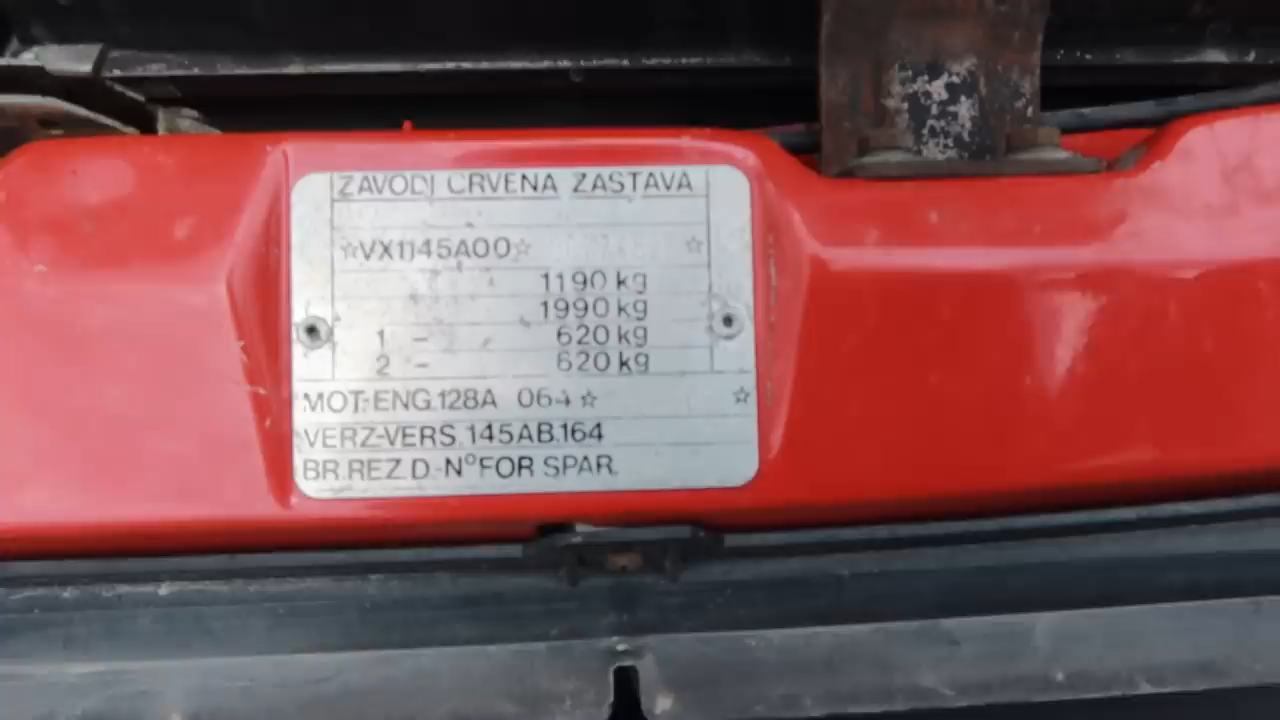 ZAVODI CRVENA ZASTAVA
☆VX1145A00☆ ☆
1190 kg
1990 kg
1 - 620 kg
2 - 620 kg
MOT.-ENG.128A 064☆ ☆
VERZ-VERS.145AB.164
BR.REZ.D.-N°FOR SPAR.